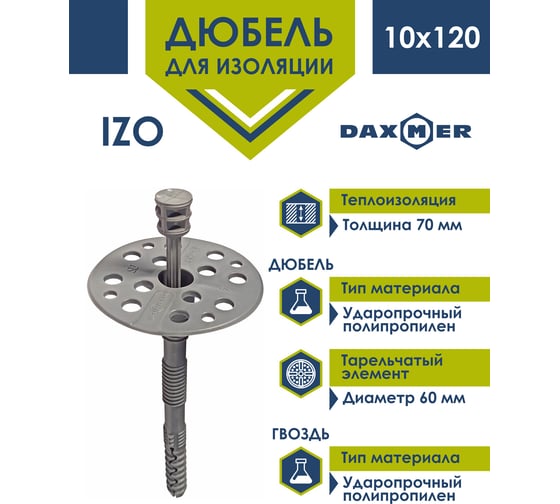 ДЮБЕЛЬ
ДЛЯ ИЗОЛЯЦИИ
10x120
IZO
DAXMER
Теплоизоляция
Толщина 70 мм
ДЮБЕЛЬ
Тип материала
Ударопрочный
полипропилен
Тарельчатый
элемент
Диаметр 60 мм
ГВОЗДЬ
Тип материала
Ударопрочный
полипропилен